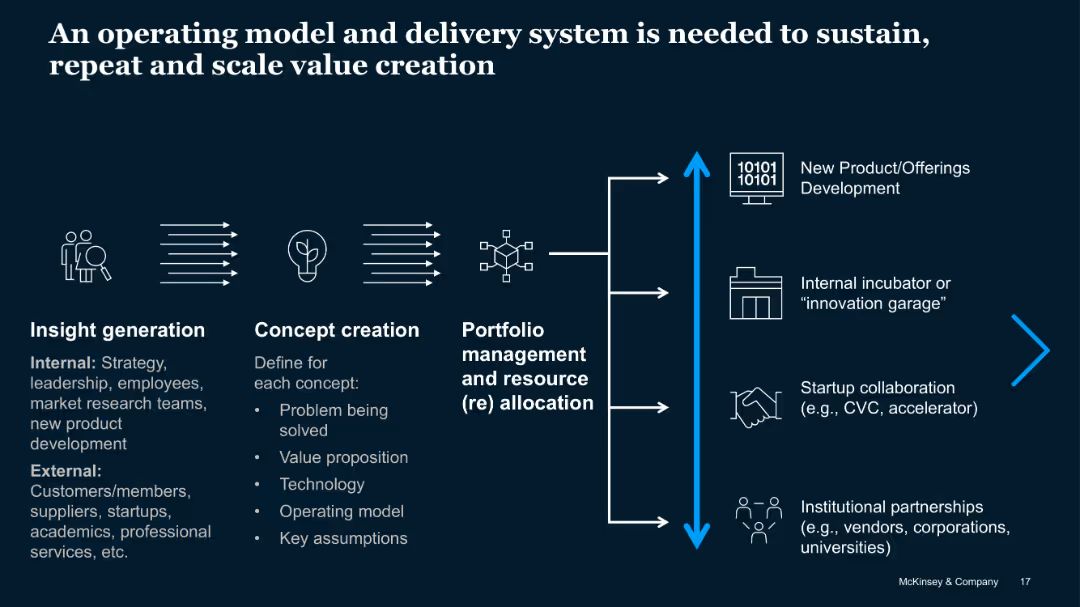 An operating model and delivery system is needed to sustain,
repeat and scale value creation
Insight generation
Internal: Strategy,
leadership, employees,
market research teams,
new product
development
External:
Customers/members,
suppliers, startups,
academics, professional
services, etc.
Concept creation
Define for
each concept:
• Problem being
solved
• Value proposition
• Technology
• Operating model
• Key assumptions
Portfolio
management
and resource
(re) allocation
10101
10101
New Product/Offerings
Development
Internal incubator or
“innovation garage”
Startup collaboration
(e.g., CVC, accelerator)
Institutional partnerships
(e.g., vendors, corporations,
universities)
McKinsey & Company 17